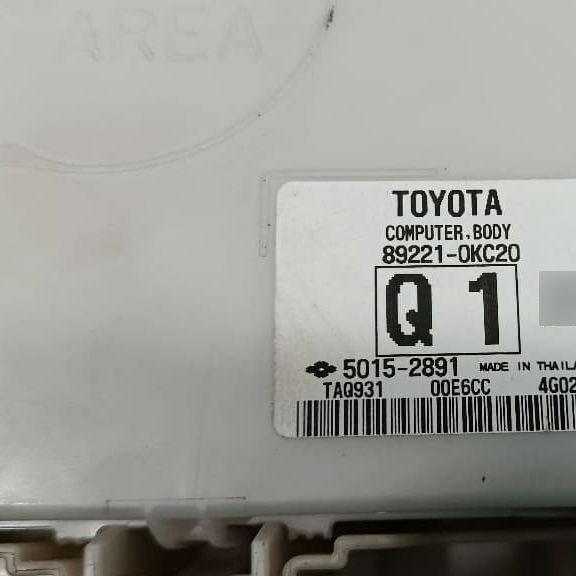 AREA
TOYOTA
COMPUTER.BODY
89221-0KC20
Q 1
5015-2891 MADE IN THAILA
TAQ931 00E6CC 4G02